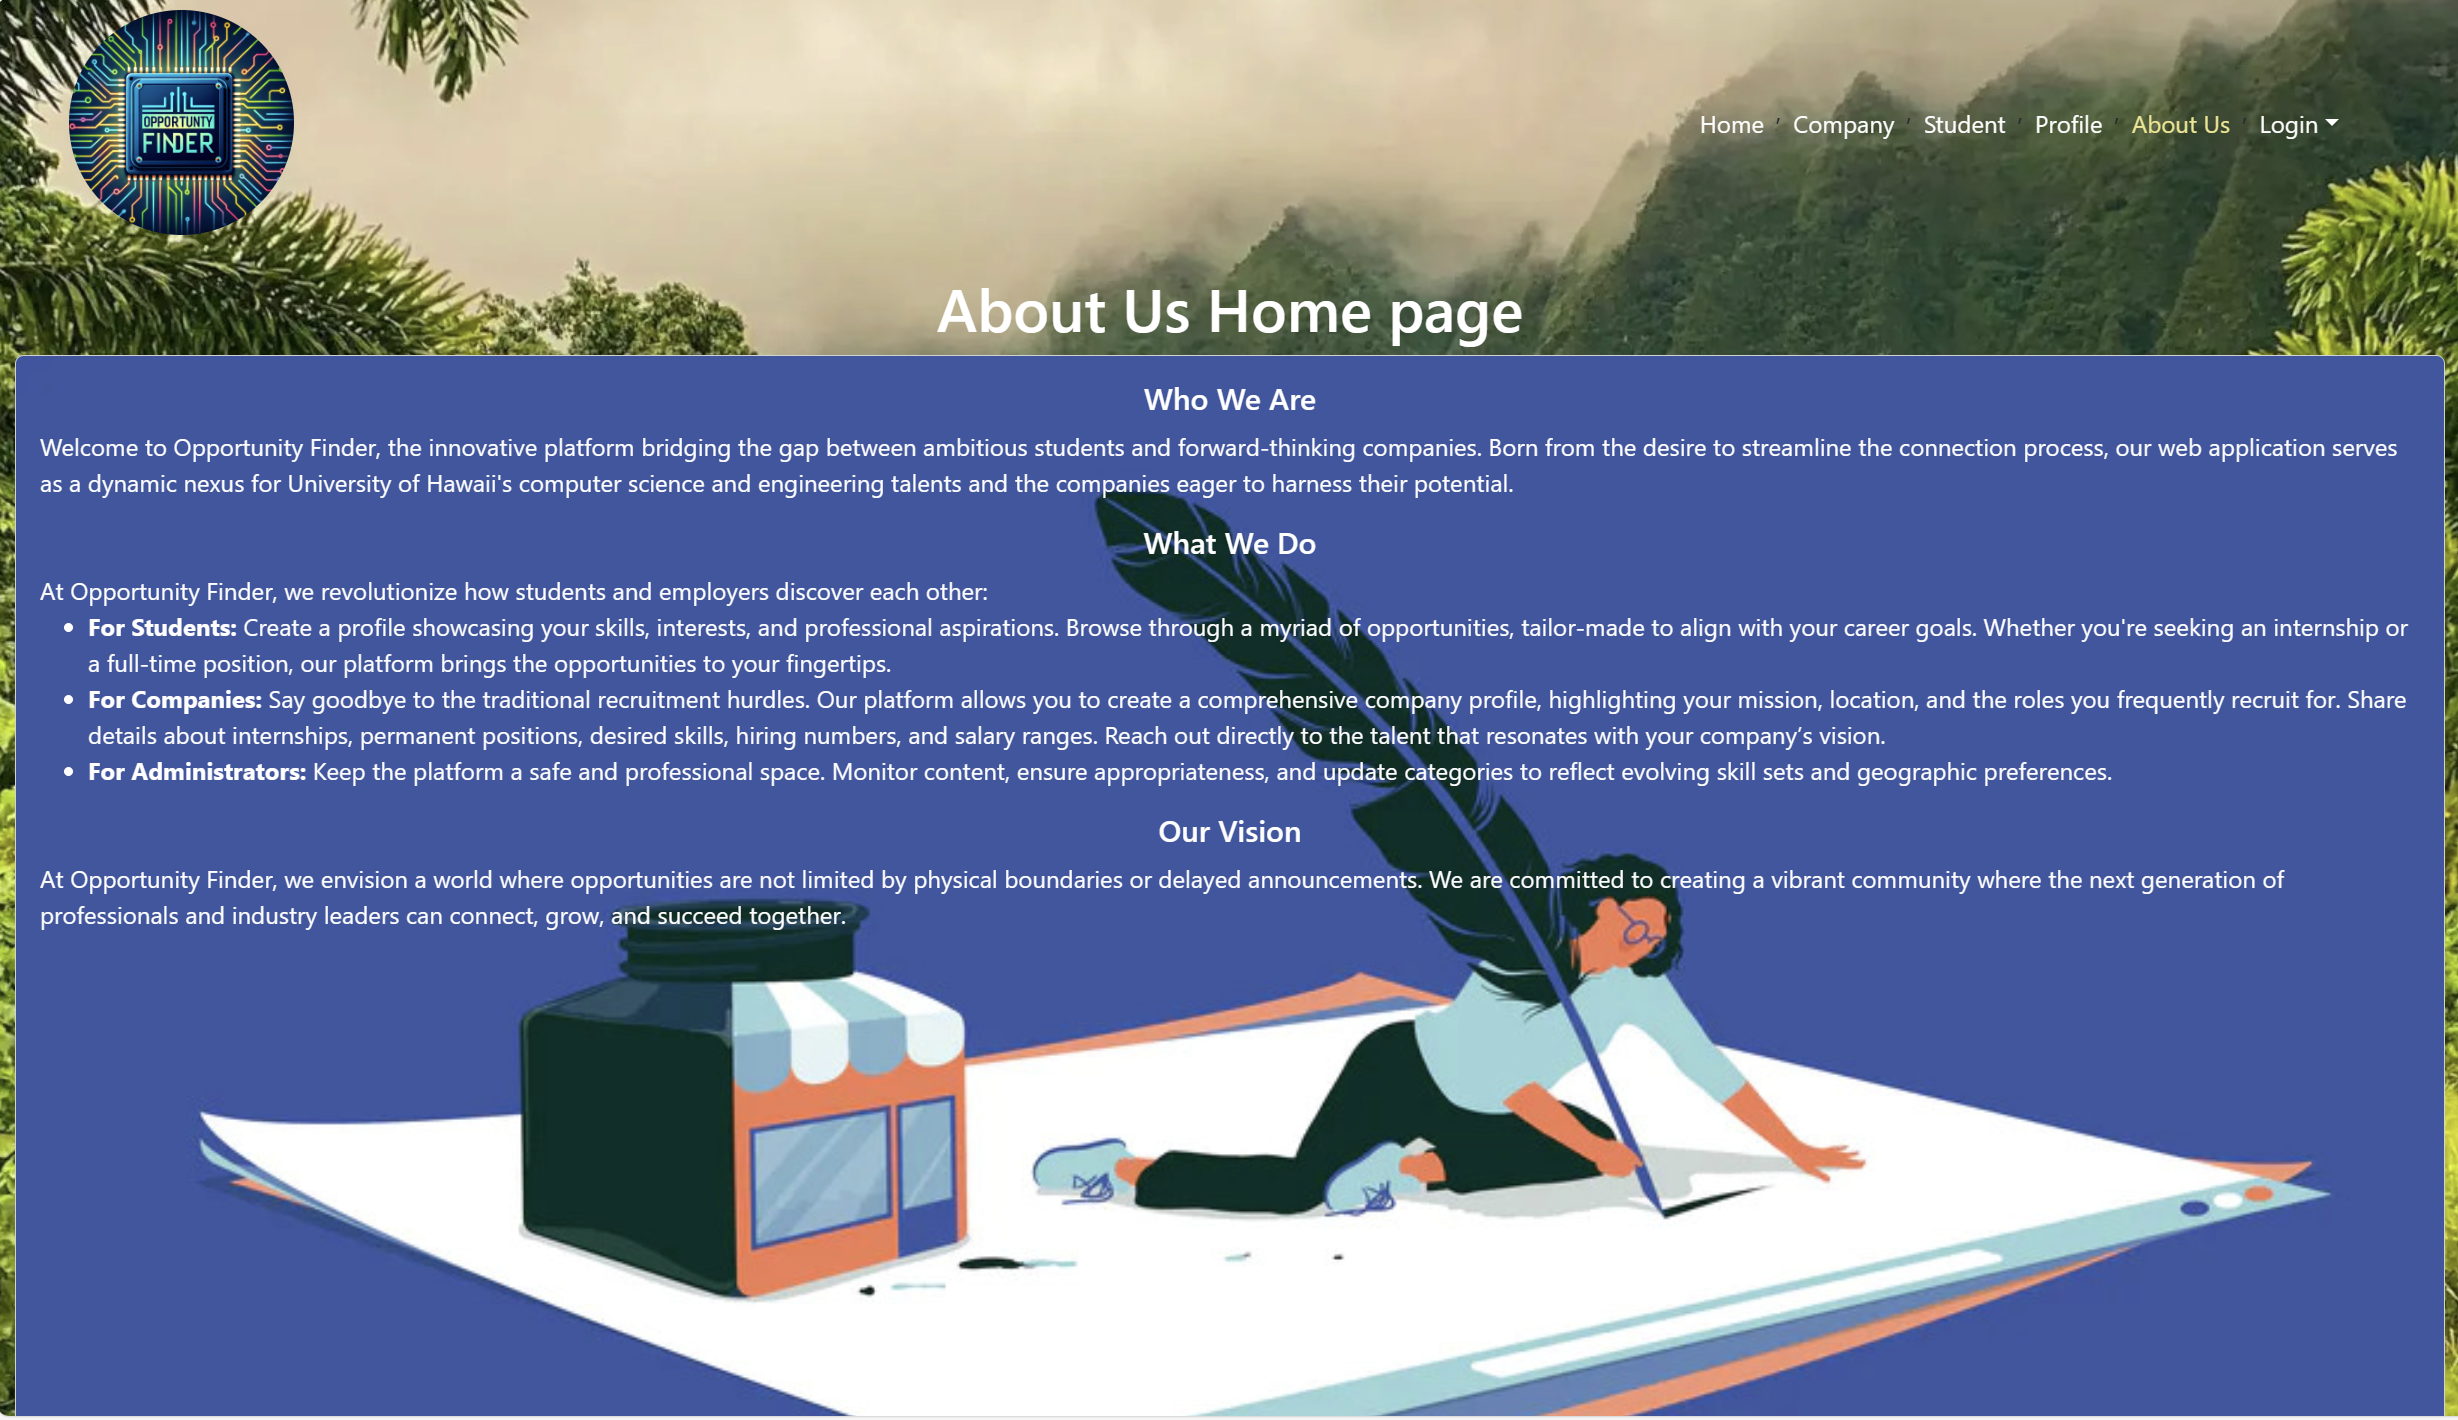 OPPORTUNTY
FINDER
Home
Company
Student
Profile
About Us
Login
About Us Home page
Who We Are
Welcome to Opportunity Finder, the innovative platform bridging the gap between ambitious students and forward-thinking companies. Born from the desire to streamline the connection process, our web application serves
as a dynamic nexus for University of Hawaii's computer science and engineering talents and the companies eager to harness their potential.
What We Do
At Opportunity Finder, we revolutionize how students and employers discover each other:
• For Students: Create a profile showcasing your skills, interests, and professional aspirations. Browse through a myriad of opportunities, tailor-made to align with your career goals. Whether you're seeking an internship or
a full-time position, our platform brings the opportunities to your fingertips.
• For Companies: Say goodbye to the traditional recruitment hurdles. Our platform allows you to create a comprehensive company profile, highlighting your mission, location, and the roles you frequently recruit for. Share
details about internships, permanent positions, desired skills, hiring numbers, and salary ranges. Reach out directly to the talent that resonates with your company’s vision.
• For Administrators: Keep the platform a safe and professional space. Monitor content, ensure appropriateness, and update categories to reflect evolving skill sets and geographic preferences.
Our Vision
At Opportunity Finder, we envision a world where opportunities are not limited by physical boundaries or delayed announcements. We are committed to creating a vibrant community where the next generation of
professionals and industry leaders can connect, grow, and succeed together.